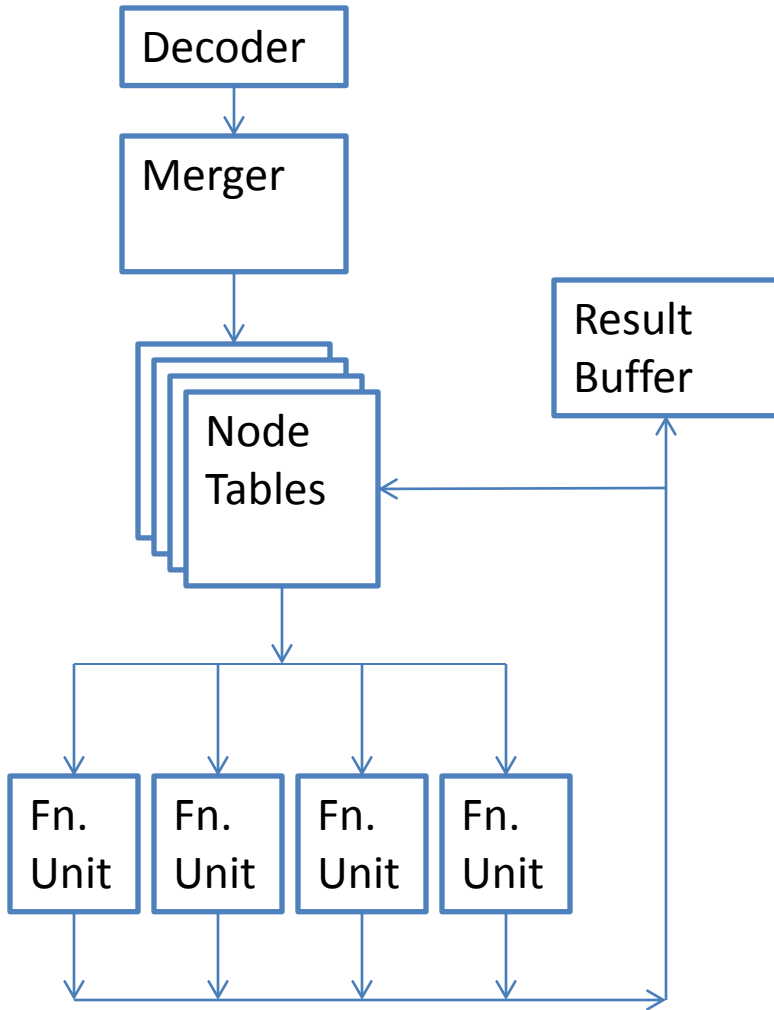 Decoder
Merger
Result
Buffer
Node
Tables
Fn.
Unit
Fn.
Unit
Fn.
Unit
Fn.
Unit